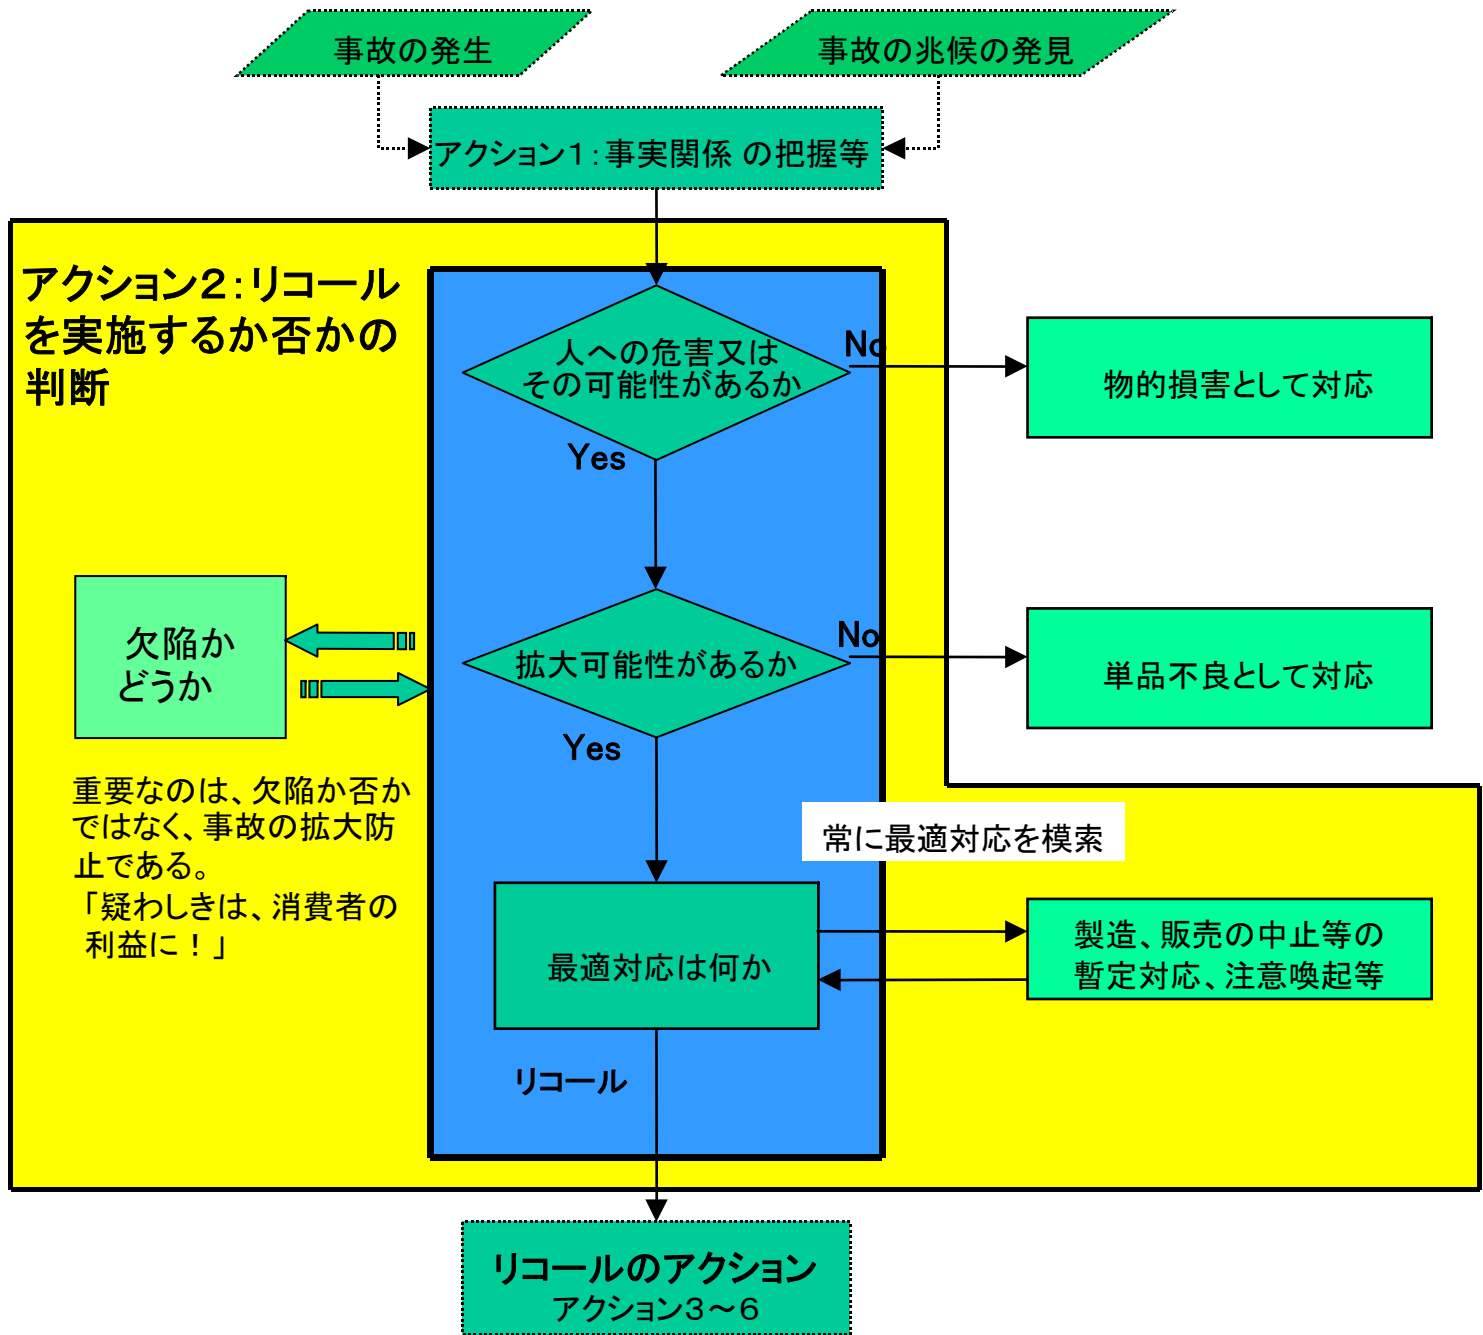 事故の発生
事故の兆候の発見
アクション1:事実関係 の把握等
アクション2:リコール
を実施するか否かの
判断
人への危害又は
その可能性があるか
No
物的損害として対応
Yes
欠陥か
どうか
拡大可能性があるか
No
単品不良として対応
Yes
重要なのは、欠陥か否か
ではなく、事故の拡大防
止である。
「疑わしきは、消費者の
利益に!」
常に最適対応を模索
最適対応は何か
製造、販売の中止等の
暫定対応、注意喚起等
リコール
リコールのアクション
アクション3~6